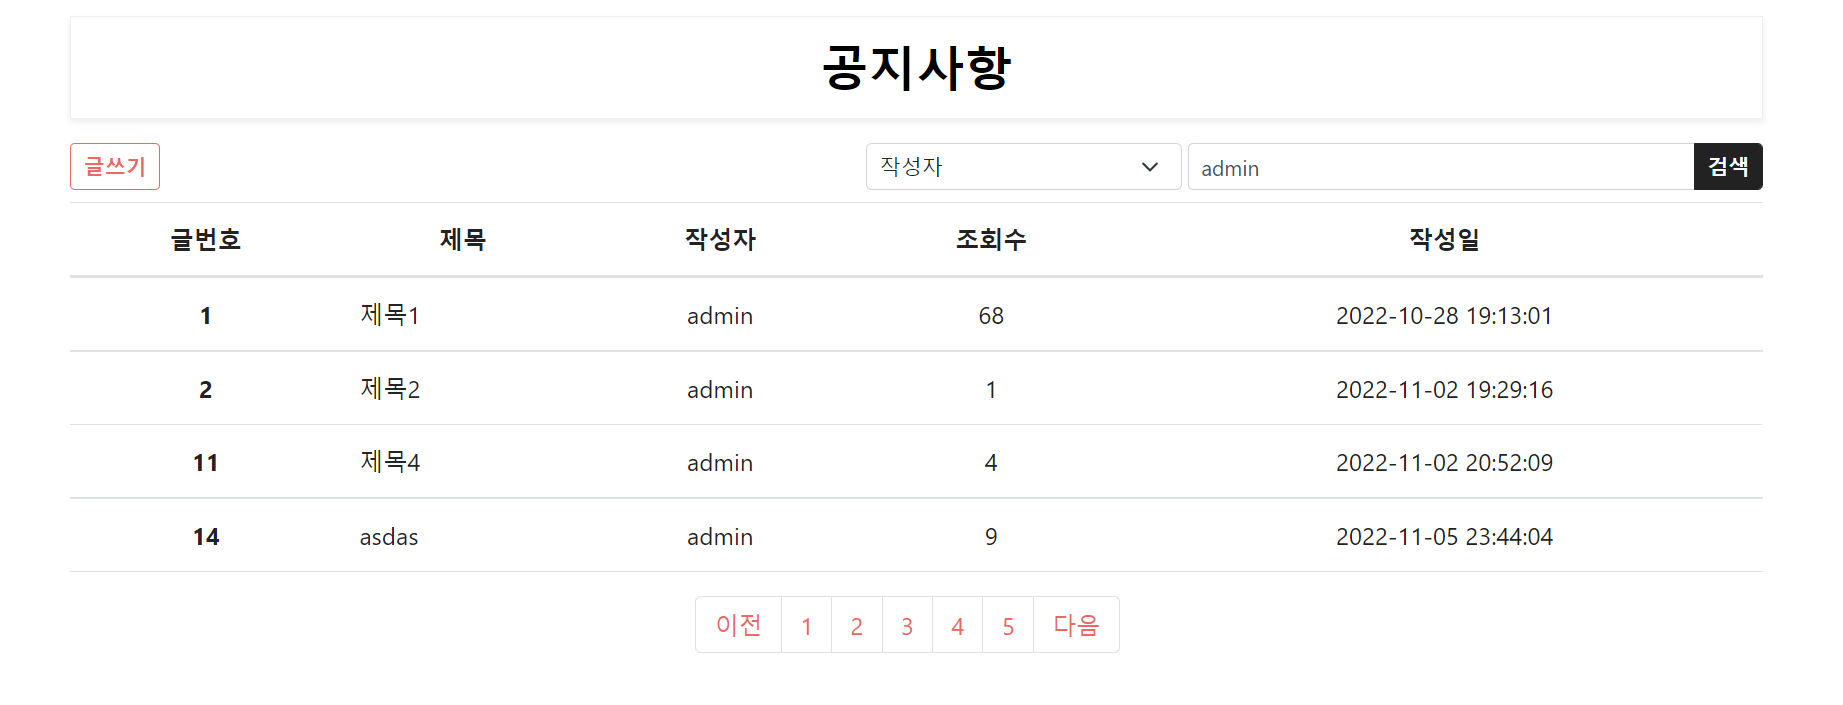 공지사항
글쓰기 작성자 admin 검색
글번호 제목 작성자 조회수 작성일
1 제목1 admin 68 2022-10-28 19:13:01
2 제목2 admin 1 2022-11-02 19:29:16
11 제목4 admin 4 2022-11-02 20:52:09
14 asdas admin 9 2022-11-05 23:44:04
이전 1 2 3 4 5 다음